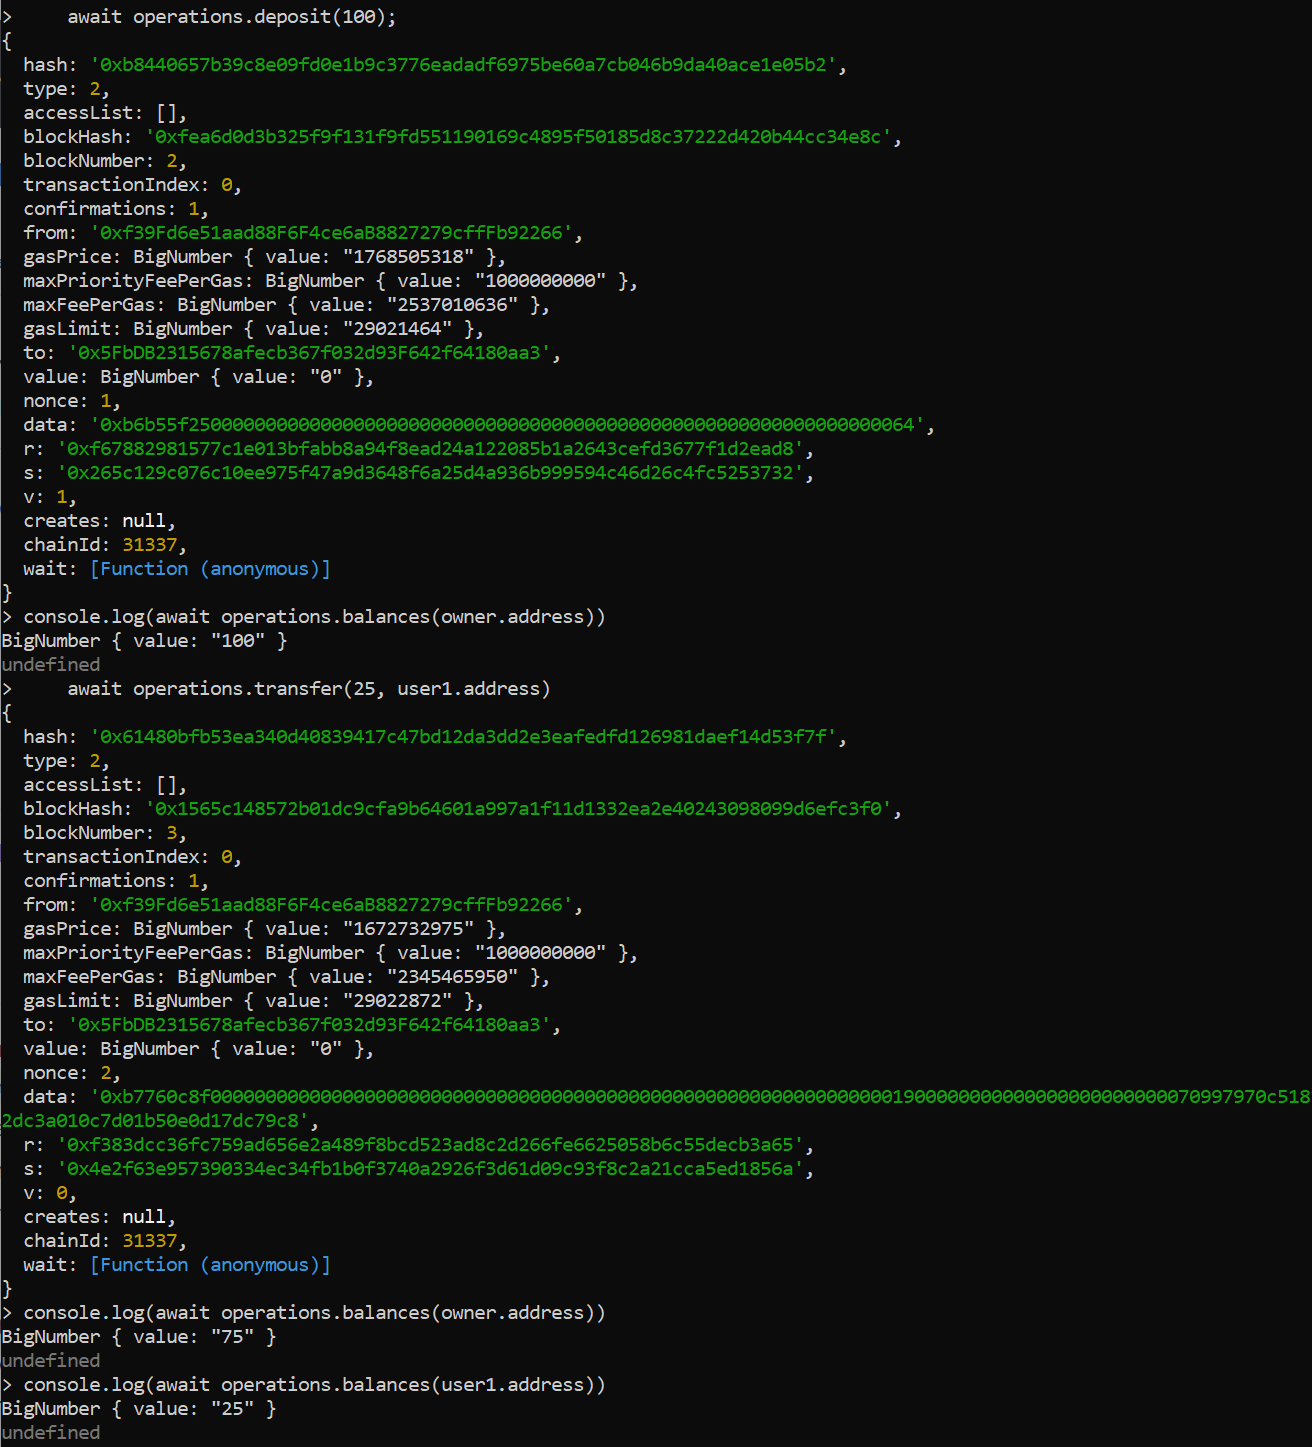 > await operations.deposit(100);
{
hash: '0xb8440657b39c8e09fd0e1b9c3776eadadf6975be60a7cb046b9da40ace1e05b2',
type: 2,
accessList: [],
blockHash: '0xfea6d0d3b325f9f131f9fd551190169c4895f50185d8c37222d420b44cc34e8c',
blockNumber: 2,
transactionIndex: 0,
confirmations: 1,
from: '0xf39Fd6e51aad88F6F4ce6aB8827279cffFb92266',
gasPrice: BigNumber { value: "1768505318" },
maxPriorityFeePerGas: BigNumber { value: "1000000000" },
maxFeePerGas: BigNumber { value: "2537010636" },
gasLimit: BigNumber { value: "29021464" },
to: '0x5FbDB2315678afecb367f032d93F642f64180aa3',
value: BigNumber { value: "0" },
nonce: 1,
data: '0xb6b55f250000000000000000000000000000000000000000000000000000000000000064',
r: '0xf67882981577c1e013bfabb8a94f8ead24a122085b1a2643cefd3677f1d2ead8',
s: '0x265c129c076c10ee975f47a9d3648f6a25d4a936b999594c46d26c4fc5253732',
v: 1,
creates: null,
chainId: 31337,
wait: [Function (anonymous)]
}
> console.log(await operations.balances(owner.address))
BigNumber { value: "100" }
undefined
> await operations.transfer(25, user1.address)
{
hash: '0x61480bfb53ea340d40839417c47bd12da3dd2e3eafedfd126981daef14d53f7f',
type: 2,
accessList: [],
blockHash: '0x1565c148572b01dc9cfa9b64601a997a1f11d1332ea2e40243098099d6efc3f0',
blockNumber: 3,
transactionIndex: 0,
confirmations: 1,
from: '0xf39Fd6e51aad88F6F4ce6aB8827279cffFb92266',
gasPrice: BigNumber { value: "1672732975" },
maxPriorityFeePerGas: BigNumber { value: "1000000000" },
maxFeePerGas: BigNumber { value: "2345465950" },
gasLimit: BigNumber { value: "29022872" },
to: '0x5FbDB2315678afecb367f032d93F642f64180aa3',
value: BigNumber { value: "0" },
nonce: 2,
data: '0xb7760c8f000000000000000000000000000000000000000000000000000000000000001900000000000000000000000070997970c518
2dc3a010c7d01b50e0d17dc79c8',
r: '0xf383dcc36fc759ad656e2a489f8bcd523ad8c2d266fe6625058b6c55decb3a65',
s: '0x4e2f63e957390334ec34fb1b0f3740a2926f3d61d09c93f8c2a21cca5ed1856a',
v: 0,
creates: null,
chainId: 31337,
wait: [Function (anonymous)]
}
> console.log(await operations.balances(owner.address))
BigNumber { value: "75" }
undefined
> console.log(await operations.balances(user1.address))
BigNumber { value: "25" }
undefined